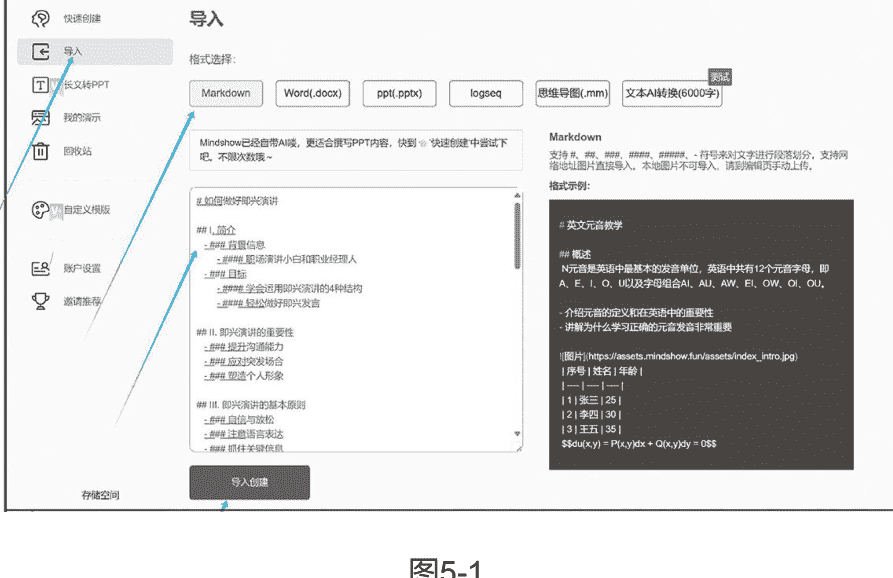 快速创建
导入
长文转PPT
我的演示
回收站
自定义模版
账户设置
邀请推荐
存储空间
导入
格式选择:
Markdown
Word(.docx)
ppt(.pptx)
logseq
思维导图(.mm)
文本AI转换(6000字)
测试
Mindshow已经自带AI喽，更适合撰写PPT内容，快到 '快速创建'中尝试下
吧。不限次数哦~
# 如何做好即兴演讲
## I. 简介
- ### 背景信息
- #### 职场演讲小白和职业经理人
- ### 目标
- #### 学会运用即兴演讲的4种结构
- #### 轻松做好即兴发言
## II. 即兴演讲的重要性
- ### 提升沟通能力
- ### 应对突发场合
- ### 塑造个人形象
## III. 即兴演讲的基本原则
- ### 自信与放松
- ### 注意语言表达
- ### 抓住关键信息
导入创建
Markdown
支持 #、##、###、####、#####、- 符号来对文字进行段落划分，支持网
络地址图片直接导入。本地图片不可导入，请到编辑页手动上传。
格式示例:
# 英文元音教学
## 概述
N元音是英语中最基本的发音单位，英语中共有12个元音字母，即
A、E、I、O、U以及字母组合AI、AU、AW、EI、OW、OI、OU。
- 介绍元音的定义和在英语中的重要性
- 讲解为什么学习正确的元音发音非常重要
![图片](https://assets.mindshow.fun/assets/index_intro.jpg)
| 序号 | 姓名 | 年龄 |
| ---- | ---- | ---- |
| 1 | 张三 | 25 |
| 2 | 李四 | 30 |
| 3 | 王五 | 35 |
$$du(x,y) = P(x,y)dx + Q(x,y)dy = 0$$
图5-1